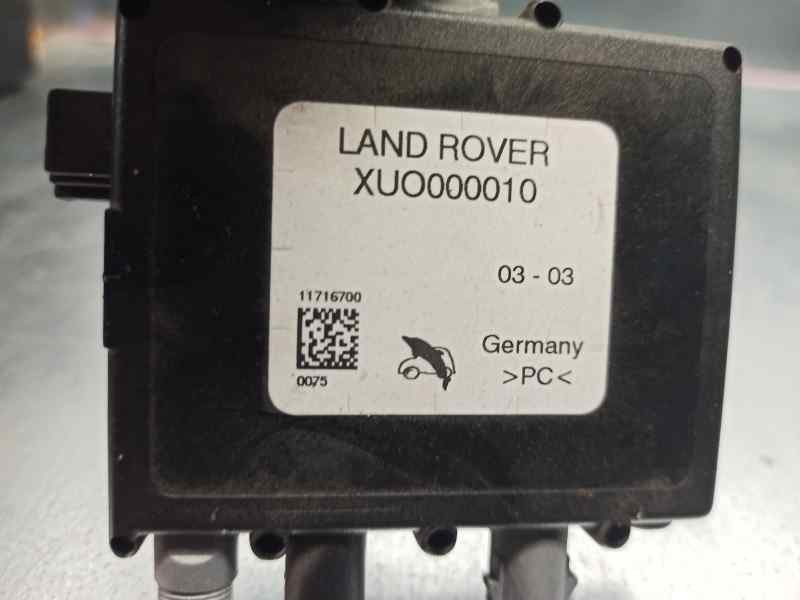 LAND ROVER
XUO000010
03 - 03
11716700
0075
Germany
>PC<